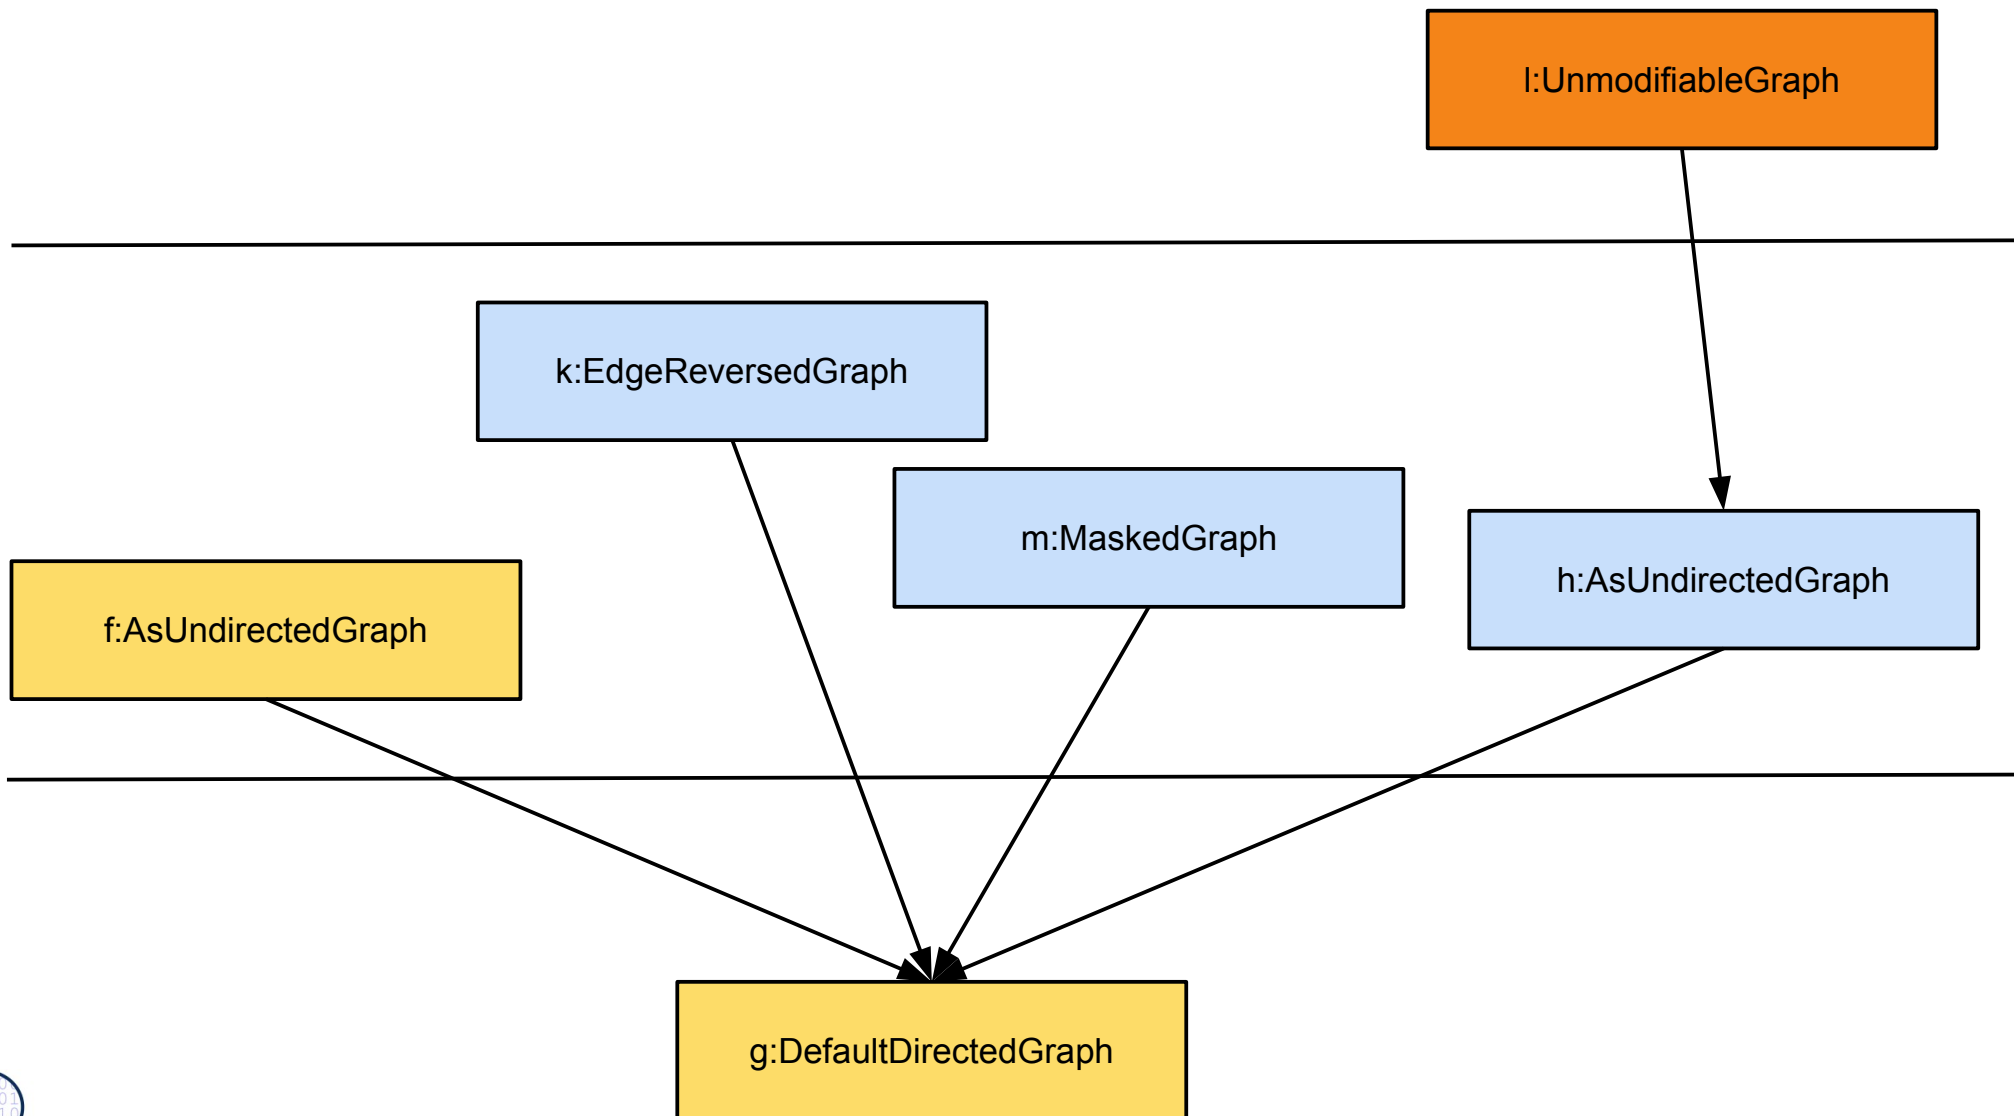 l:UnmodifiableGraph
k:EdgeReversedGraph
m:MaskedGraph
h:AsUndirectedGraph
f:AsUndirectedGraph
g:DefaultDirectedGraph